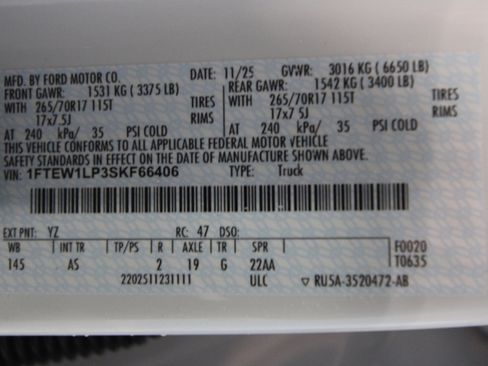 MFD. BY FORD MOTOR CO. DATE: 11/25 GVWR: 3016 KG ( 6650 LB)
FRONT GAWR: 1531 KG ( 3375 LB) REAR GAWR: 1542 KG ( 3400 LB)
WITH 265/70R17 115T TIRES WITH 265/70R17 115T TIRES
17x7.5J RIMS 17x7.5J RIMS
AT 240 kPa/ 35 PSI COLD AT 240 kPa/ 35 PSI COLD
THIS VEHICLE CONFORMS TO ALL APPLICABLE FEDERAL MOTOR VEHICLE
SAFETY STANDARDS IN EFFECT ON THE DATE OF MANUFACTURE SHOWN ABOVE.
VIN: 1FTEW1LP3SKF66406 TYPE: Truck
EXT PNT: YZ RC: 47 DSO:
WB INT TR TP/PS R AXLE TR SPR F0020
145 AS 2 19 G 22AA T0635
2202511231111 ULC ▽ RU5A-3520472-AB